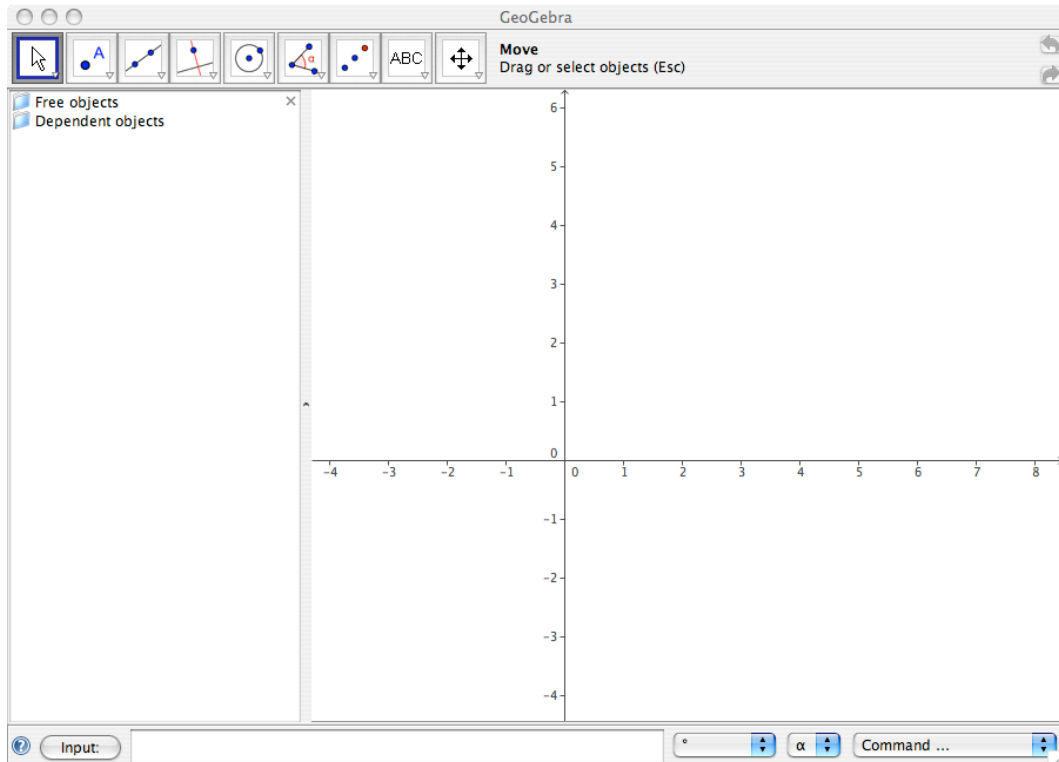 GeoGebra
A
α
ABC
Move
Drag or select objects (Esc)
Free objects
Dependent objects
6
5
4
3
2
1
0
-4 -3 -2 -1 0 1 2 3 4 5 6 7 8
-1
-2
-3
-4
? Input: ° α Command ...